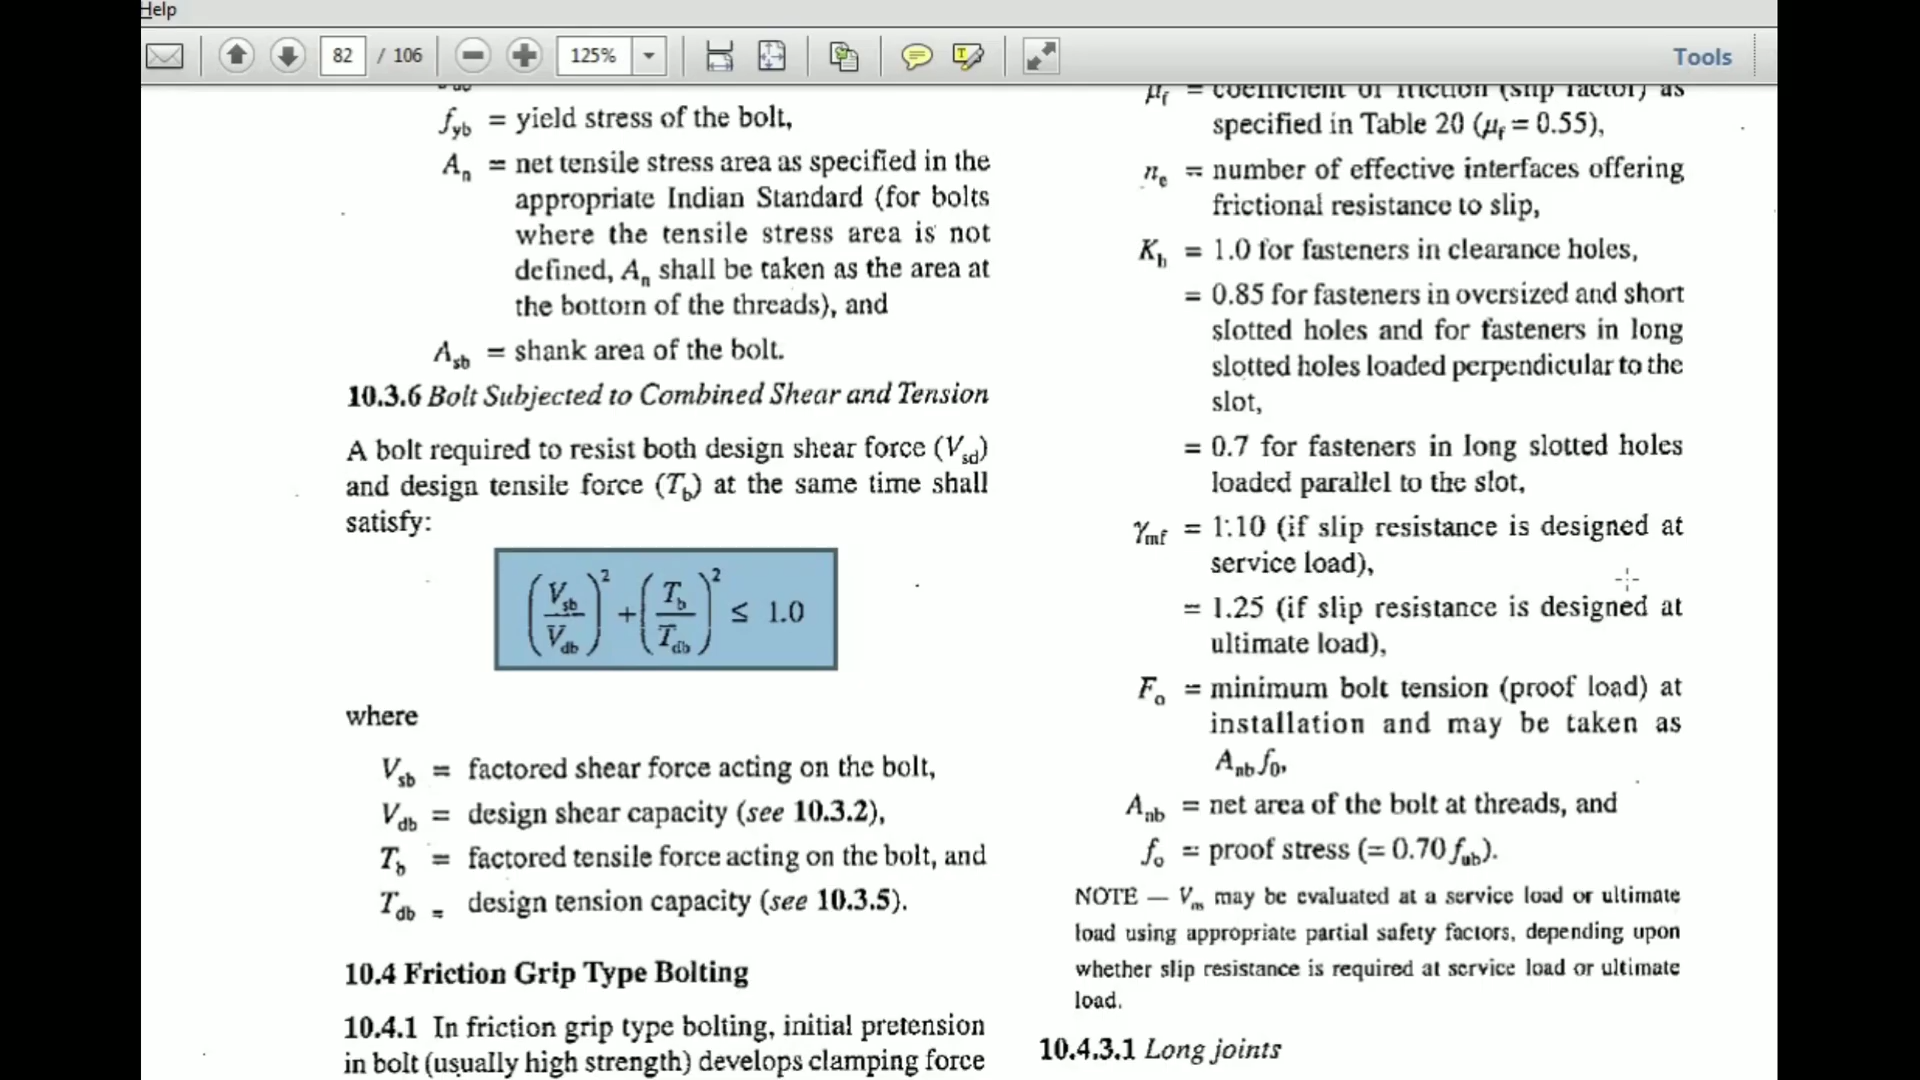 Help
82 / 106
125%
Tools
f_yb = yield stress of the bolt,
A_n = net tensile stress area as specified in the
appropriate Indian Standard (for bolts
where the tensile stress area is not
defined, A_n shall be taken as the area at
the bottom of the threads), and
A_sb = shank area of the bolt.
10.3.6 Bolt Subjected to Combined Shear and Tension
A bolt required to resist both design shear force (V_sd)
and design tensile force (T_b) at the same time shall
satisfy:
(V_sb / V_db)^2 + (T_b / T_db)^2 ≤ 1.0
where
V_sb = factored shear force acting on the bolt,
V_db = design shear capacity (see 10.3.2),
T_b = factored tensile force acting on the bolt, and
T_db = design tension capacity (see 10.3.5).
10.4 Friction Grip Type Bolting
10.4.1 In friction grip type bolting, initial pretension
in bolt (usually high strength) develops clamping force
μ_f = coefficient of friction (slip factor) as
specified in Table 20 (μ_f = 0.55),
n_e = number of effective interfaces offering
frictional resistance to slip,
K_h = 1.0 for fasteners in clearance holes,
= 0.85 for fasteners in oversized and short
slotted holes and for fasteners in long
slotted holes loaded perpendicular to the
slot,
= 0.7 for fasteners in long slotted holes
loaded parallel to the slot,
γ_mf = 1.10 (if slip resistance is designed at
service load),
= 1.25 (if slip resistance is designed at
ultimate load),
F_o = minimum bolt tension (proof load) at
installation and may be taken as
A_nb f_0,
A_nb = net area of the bolt at threads, and
f_o = proof stress (= 0.70 f_ub).
NOTE — V_ns may be evaluated at a service load or ultimate
load using appropriate partial safety factors, depending upon
whether slip resistance is required at service load or ultimate
load.
10.4.3.1 Long joints